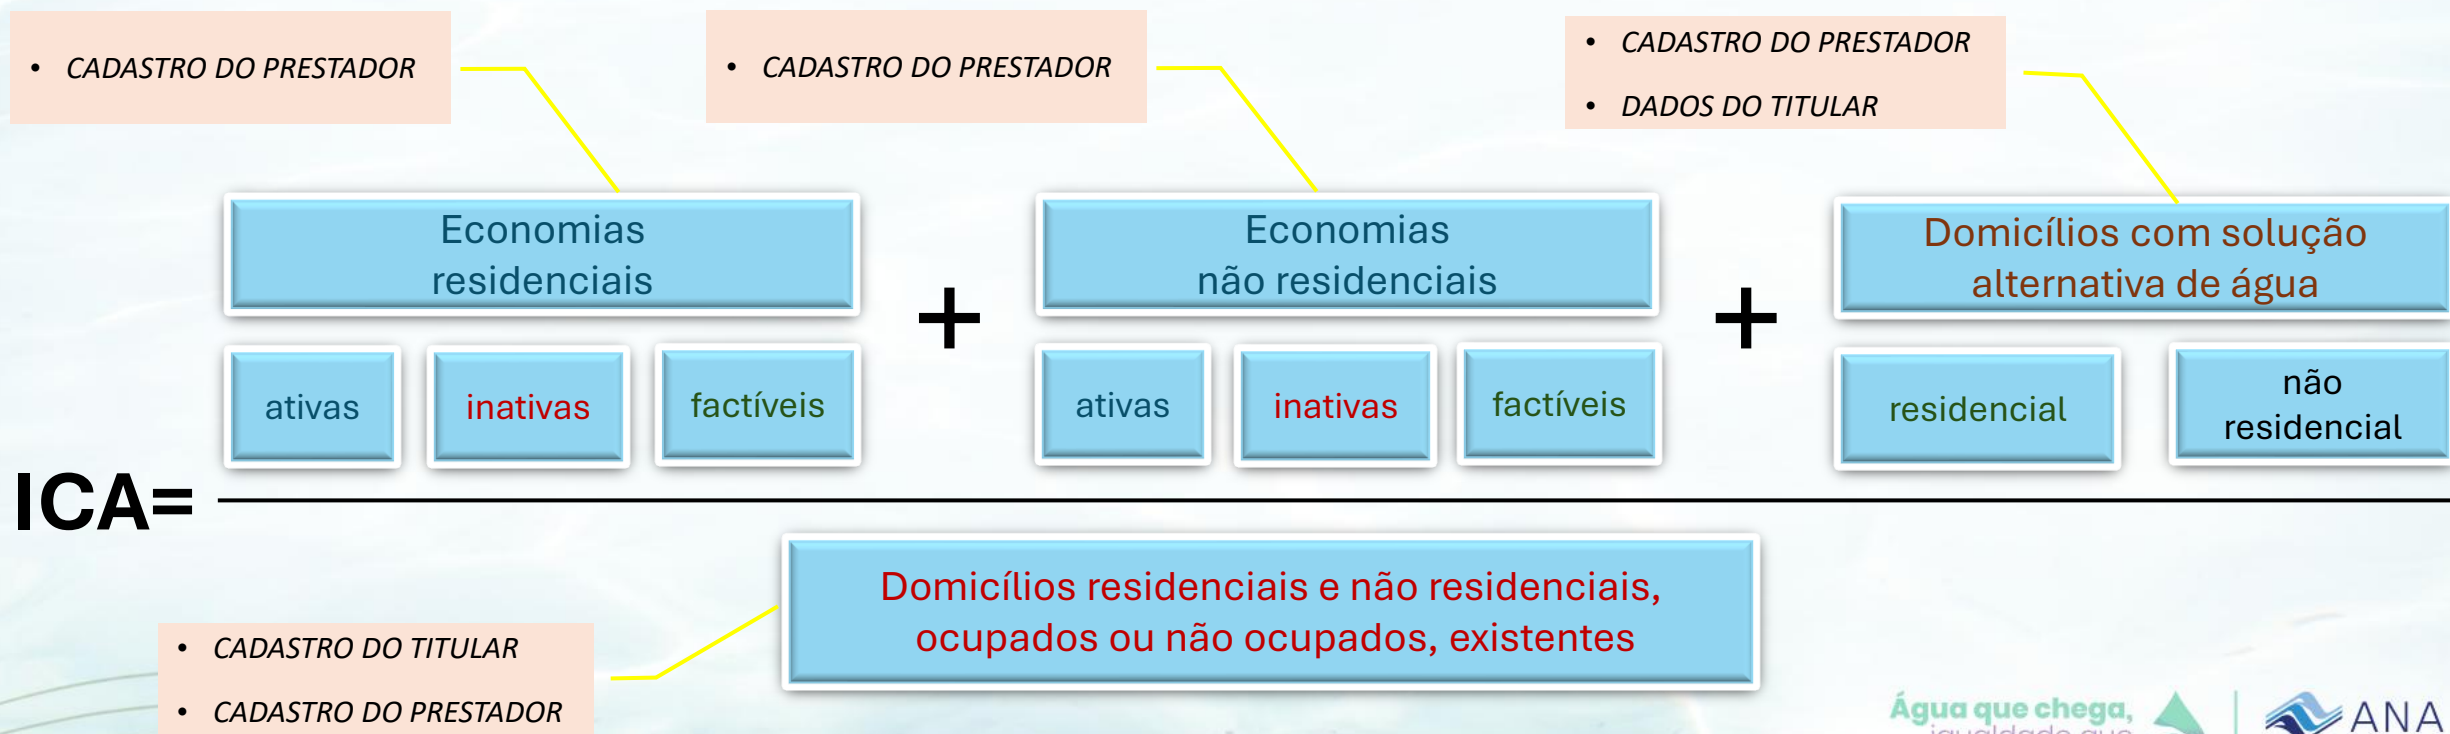 • CADASTRO DO PRESTADOR
• CADASTRO DO PRESTADOR
• CADASTRO DO PRESTADOR
• DADOS DO TITULAR
Economias
residenciais
+
Economias
não residenciais
+
Domicílios com solução
alternativa de água
ativas
inativas
factíveis
ativas
inativas
factíveis
residencial
não
residencial
ICA=
Domicílios residenciais e não residenciais,
ocupados ou não ocupados, existentes
• CADASTRO DO TITULAR
• CADASTRO DO PRESTADOR
Água que chega,
igualdade que
ANA